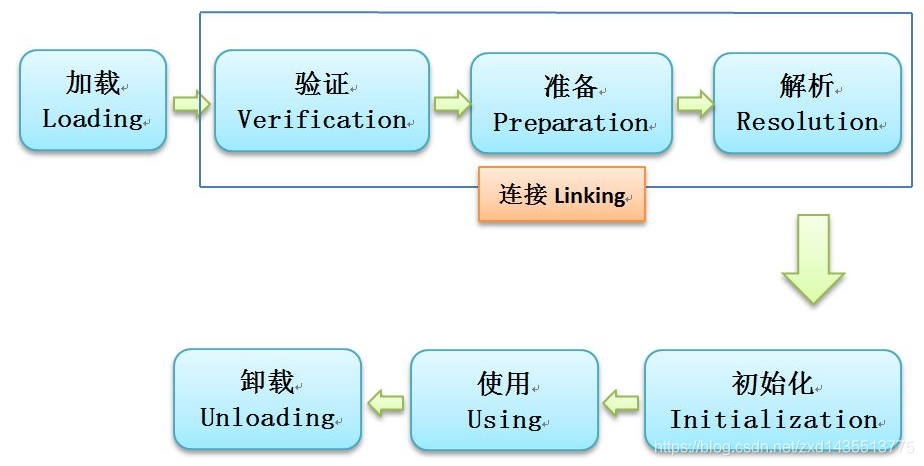 加载
Loading
验证
Verification
准备
Preparation
解析
Resolution
连接 Linking
卸载
Unloading
使用
Using
初始化
Initialization
https://blog.csdn.net/zxd1435513775